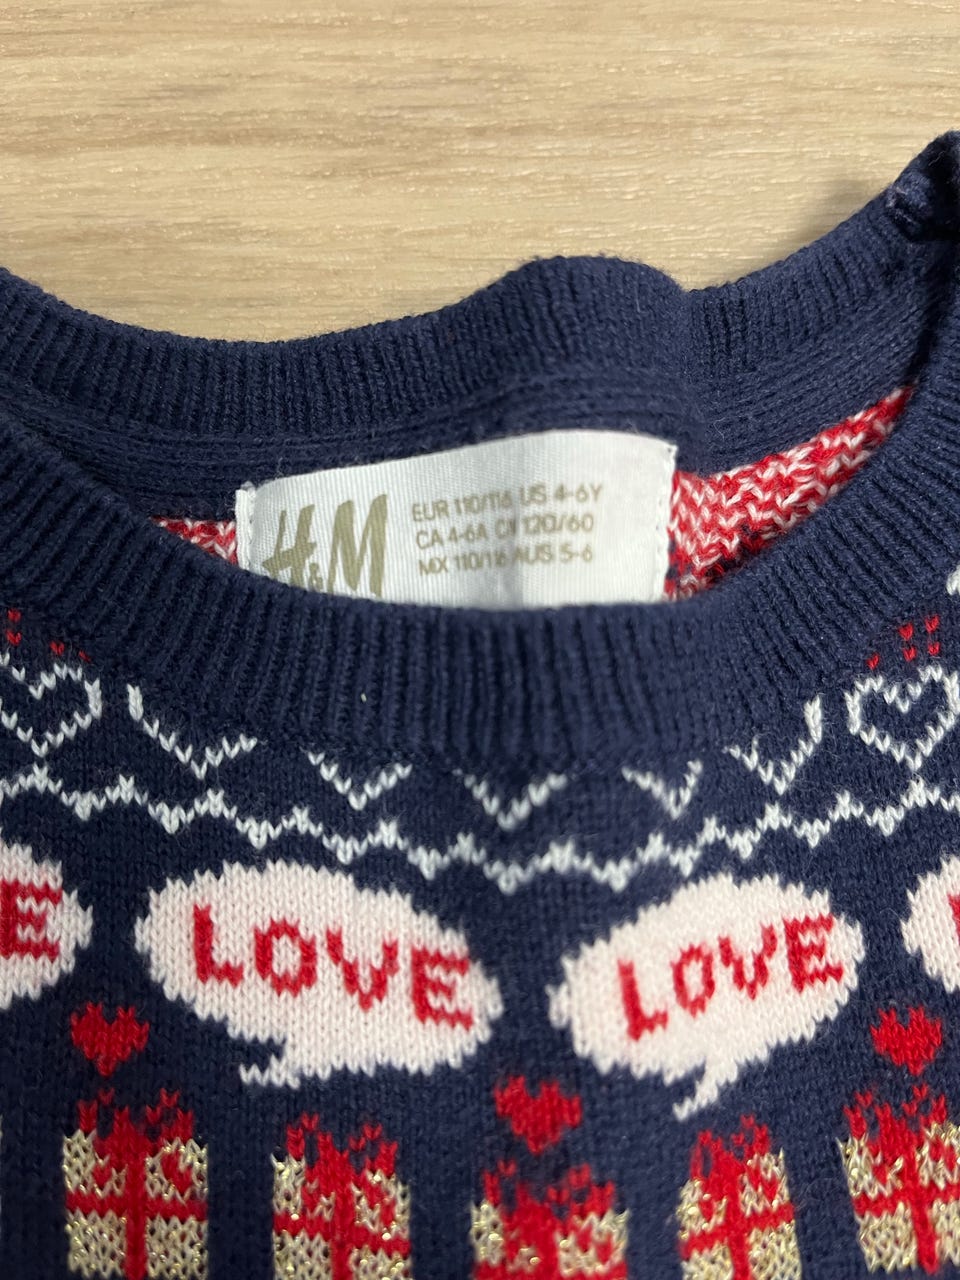 H&M
EUR 110/116 US 4-6Y
CA 4-6A CN 120/60
MX 110/116 AUS 5-6
LOVE
LOVE
E